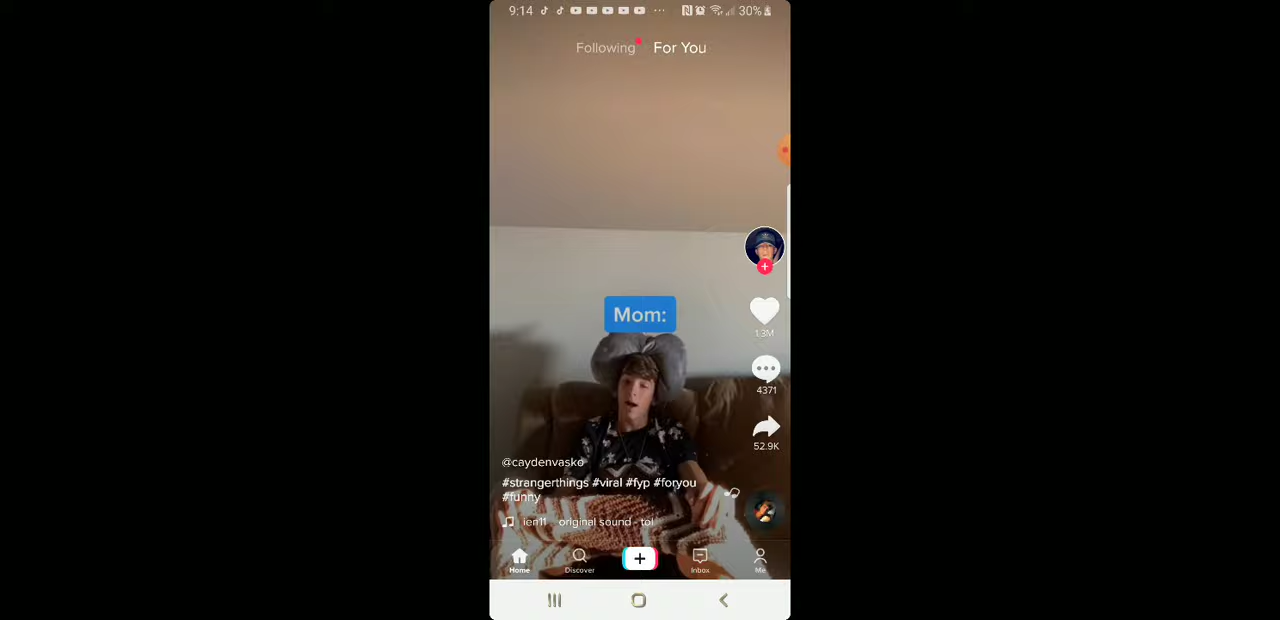 9:14
30%
Following
For You
Mom:
1.3M
4371
52.9K
@caydenvasko
#strangerthings #viral #fyp #foryou
#funny
original sound - tol
Home
Discover
Inbox
Me